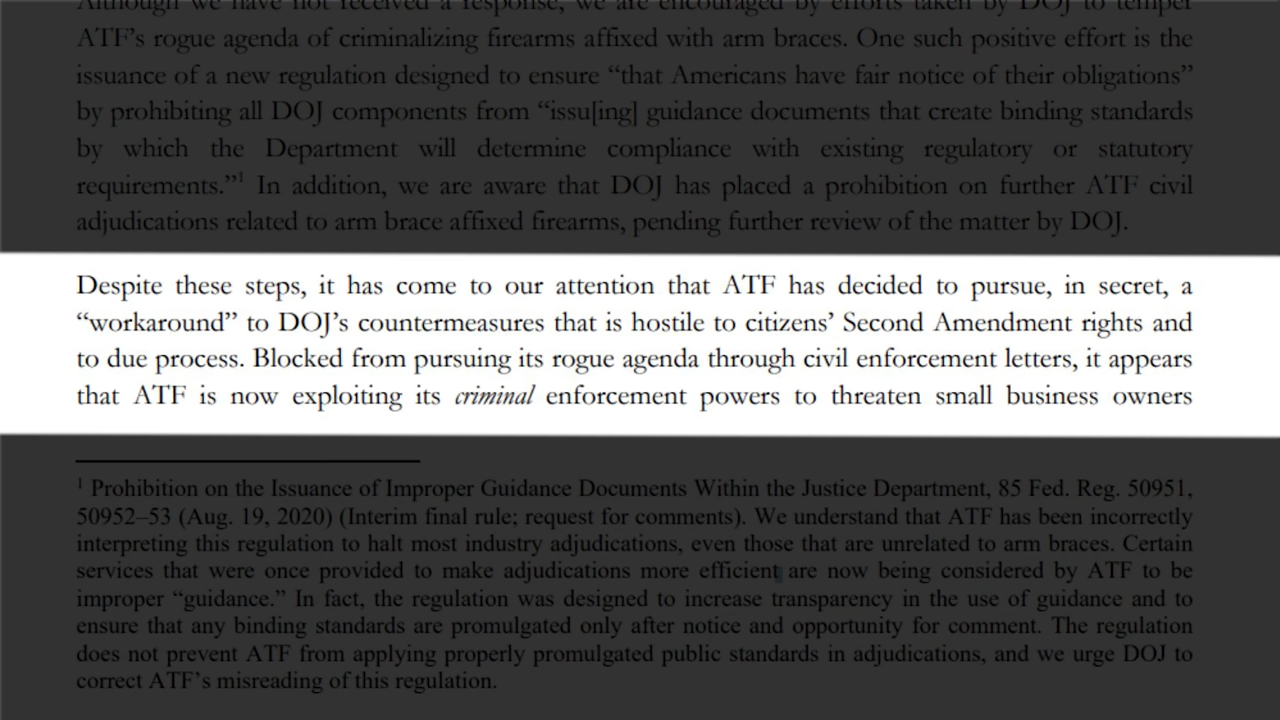 Although we have not received a response, we are encouraged by efforts taken by DOJ to temper
ATF’s rogue agenda of criminalizing firearms affixed with arm braces. One such positive effort is the
issuance of a new regulation designed to ensure “that Americans have fair notice of their obligations”
by prohibiting all DOJ components from “issu[ing] guidance documents that create binding standards
by which the Department will determine compliance with existing regulatory or statutory
requirements.”¹ In addition, we are aware that DOJ has placed a prohibition on further ATF civil
adjudications related to arm brace affixed firearms, pending further review of the matter by DOJ.
Despite these steps, it has come to our attention that ATF has decided to pursue, in secret, a
“workaround” to DOJ’s countermeasures that is hostile to citizens’ Second Amendment rights and
to due process. Blocked from pursuing its rogue agenda through civil enforcement letters, it appears
that ATF is now exploiting its criminal enforcement powers to threaten small business owners
¹ Prohibition on the Issuance of Improper Guidance Documents Within the Justice Department, 85 Fed. Reg. 50951,
50952–53 (Aug. 19, 2020) (Interim final rule; request for comments). We understand that ATF has been incorrectly
interpreting this regulation to halt most industry adjudications, even those that are unrelated to arm braces. Certain
services that were once provided to make adjudications more efficient are now being considered by ATF to be
improper “guidance.” In fact, the regulation was designed to increase transparency in the use of guidance and to
ensure that any binding standards are promulgated only after notice and opportunity for comment. The regulation
does not prevent ATF from applying properly promulgated public standards in adjudications, and we urge DOJ to
correct ATF’s misreading of this regulation.